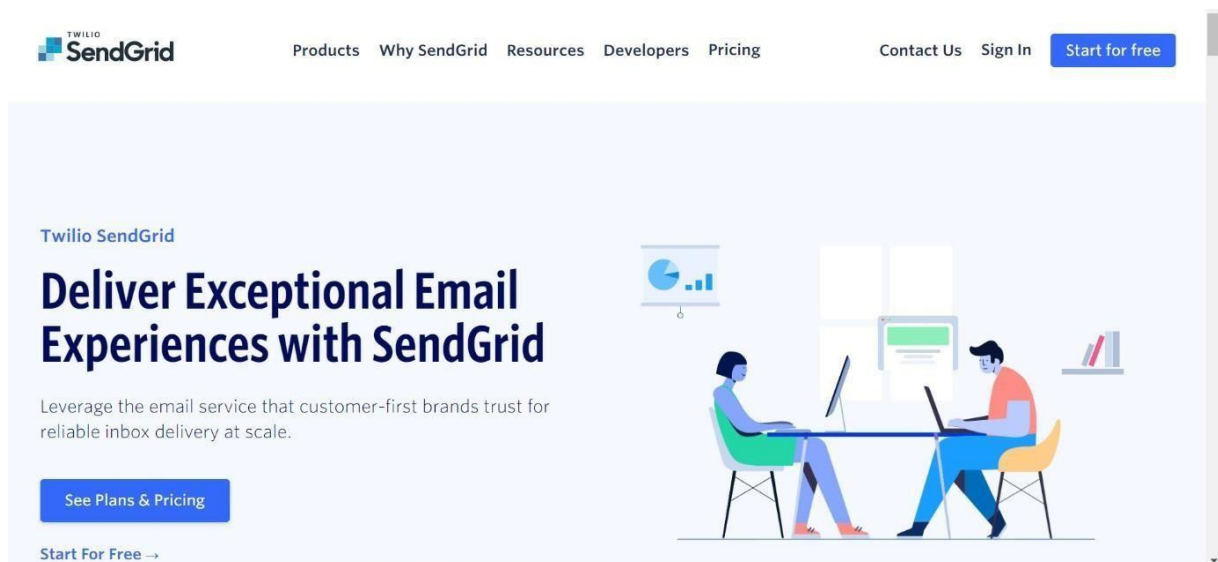 TWILIO
SendGrid
Products Why SendGrid Resources Developers Pricing Contact Us Sign In Start for free
Twilio SendGrid
Deliver Exceptional Email
Experiences with SendGrid
Leverage the email service that customer-first brands trust for
reliable inbox delivery at scale.
See Plans & Pricing
Start For Free →